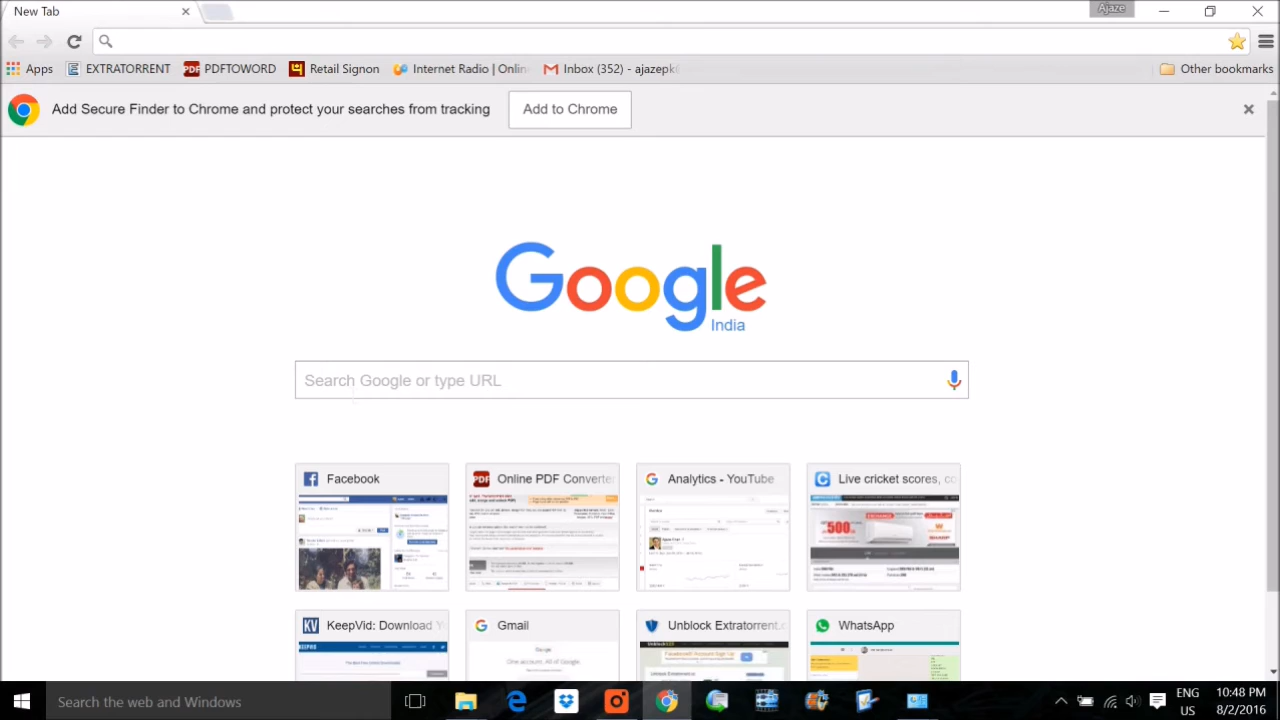 New Tab
Ajaze
Apps
EXTRATORRENT
PDFTOWORD
Retail Signon
Internet Radio | Onlin
Inbox (352) - ajazepk
Other bookmarks
Add Secure Finder to Chrome and protect your searches from tracking
Add to Chrome
Google
India
Search Google or type URL
Facebook
Online PDF Converte
Analytics - YouTube
Live cricket scores, co
KeepVid: Download Y
Gmail
Unblock Extratorrent.c
WhatsApp
Search the web and Windows
ENG
US
10:48 PM
8/2/2016